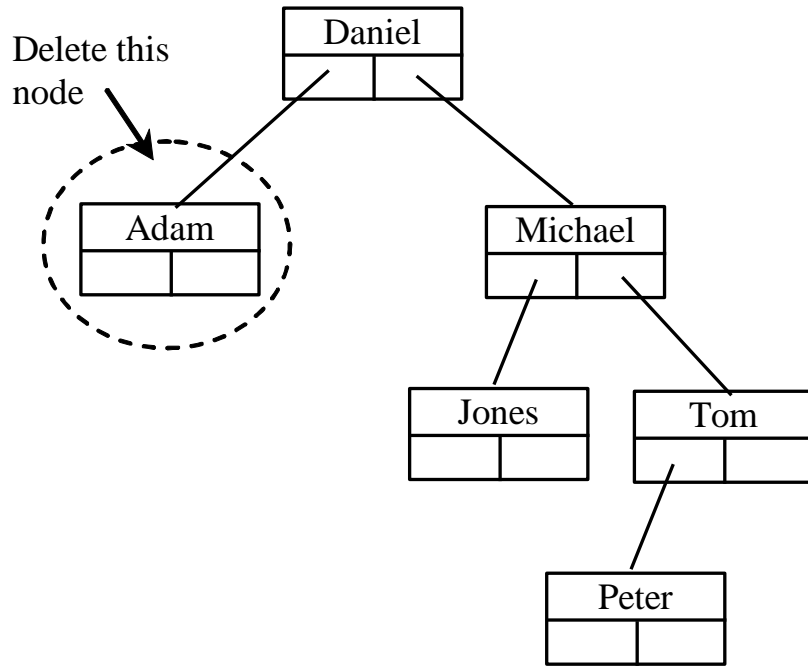 Daniel
Delete this
node
Adam
Michael
Jones
Tom
Peter